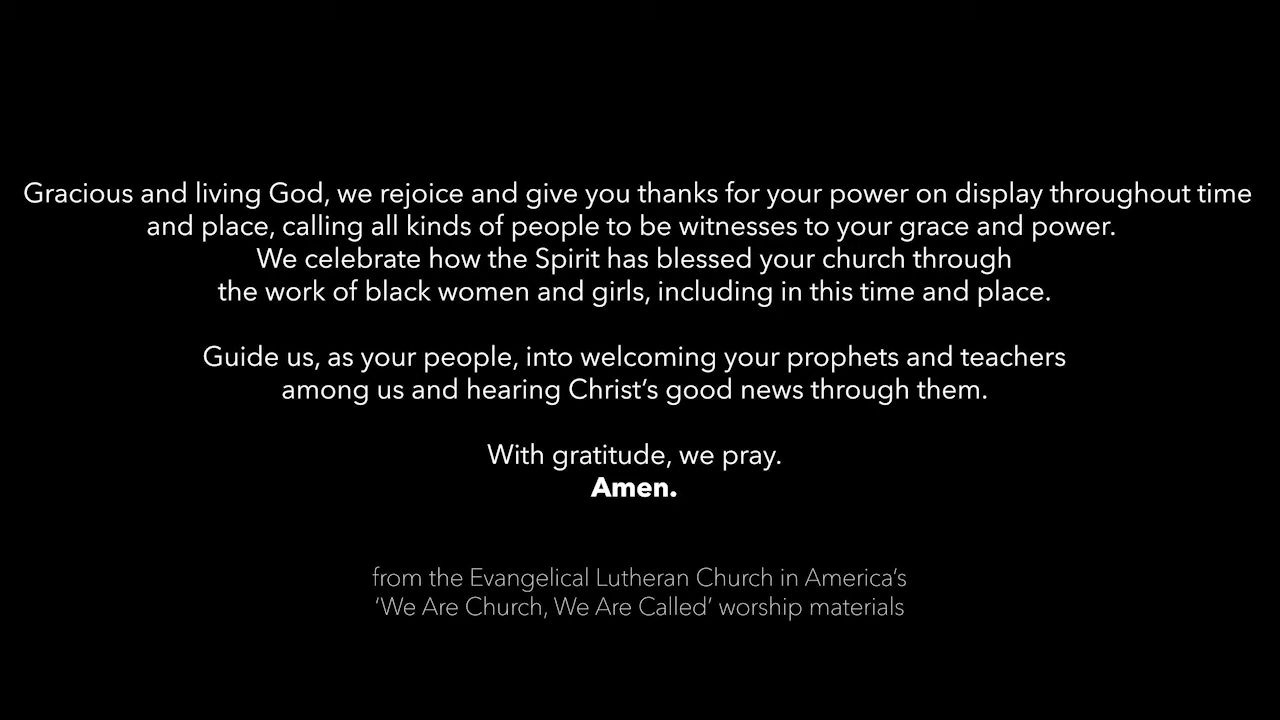 Gracious and living God, we rejoice and give you thanks for your power on display throughout time
and place, calling all kinds of people to be witnesses to your grace and power.
We celebrate how the Spirit has blessed your church through
the work of black women and girls, including in this time and place.
Guide us, as your people, into welcoming your prophets and teachers
among us and hearing Christ’s good news through them.
With gratitude, we pray.
Amen.
from the Evangelical Lutheran Church in America’s
‘We Are Church, We Are Called’ worship materials